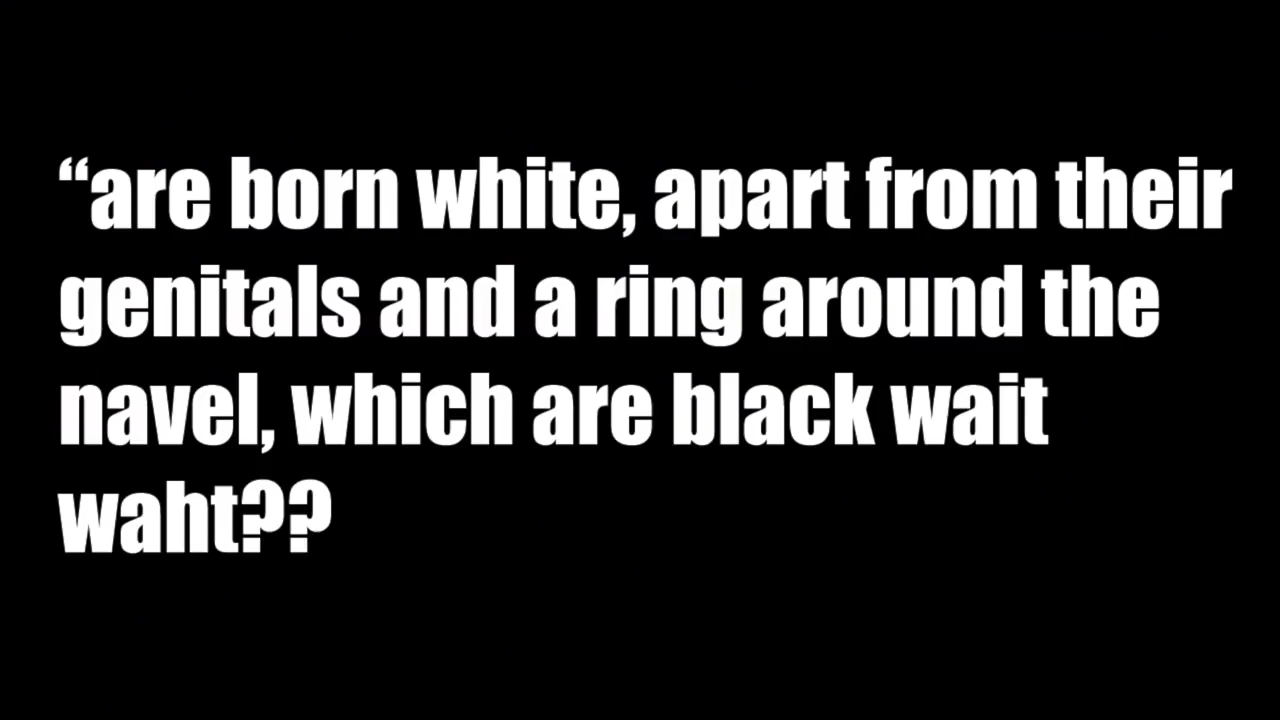 “are born white, apart from their
genitals and a ring around the
navel, which are black wait
waht??